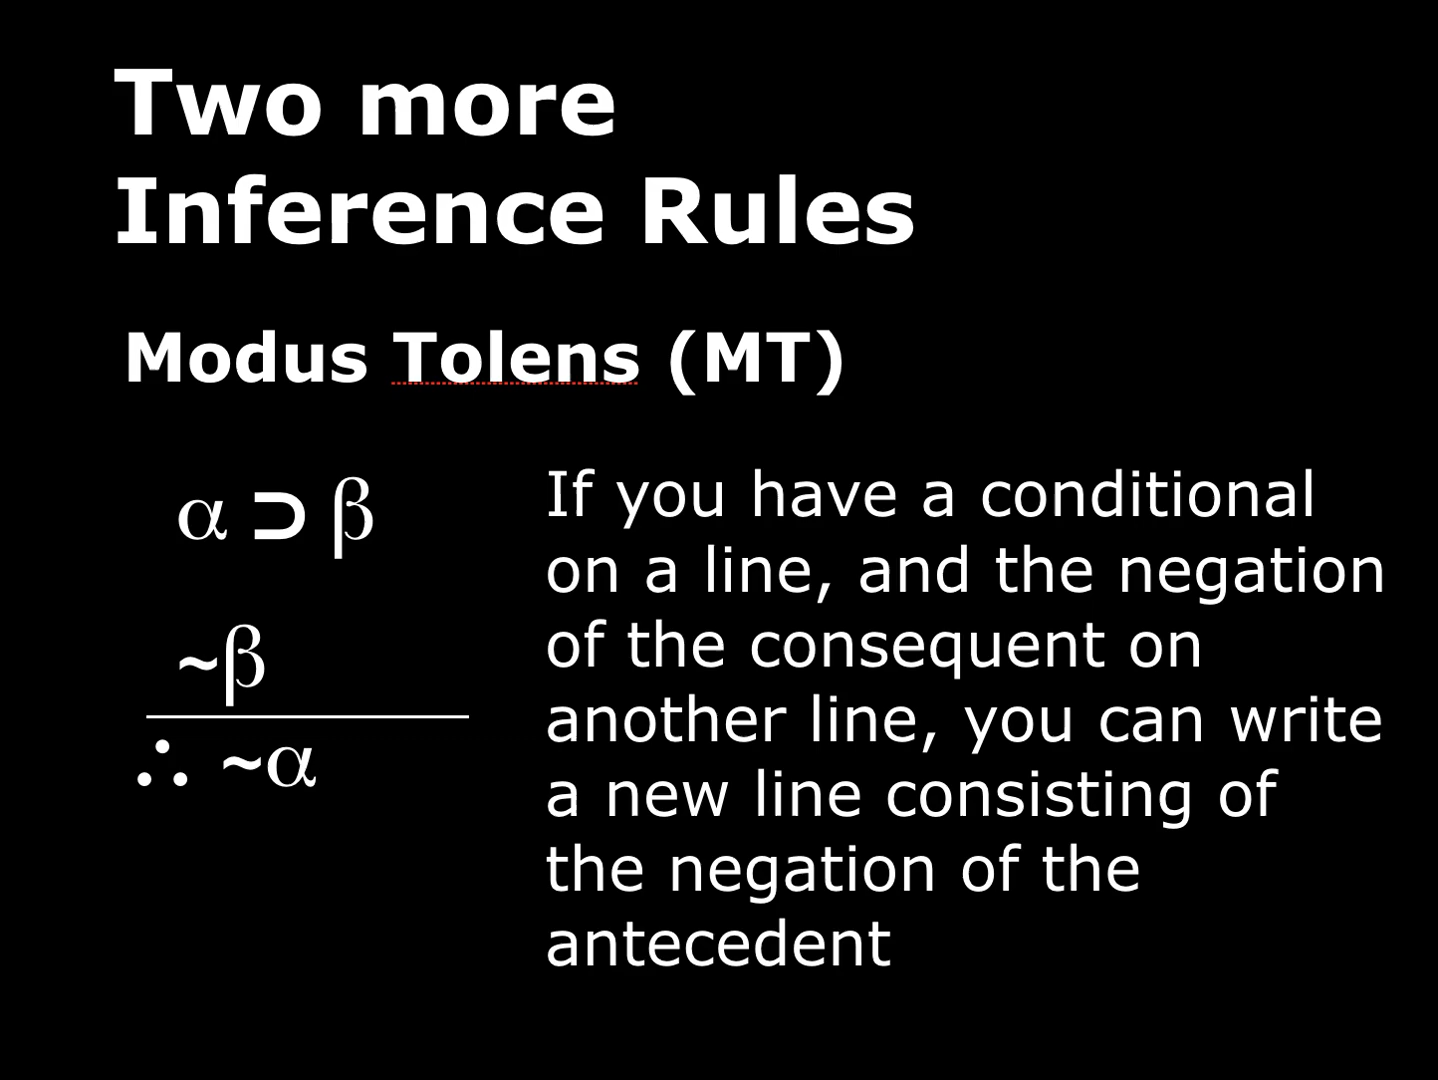 Two more
Inference Rules
Modus Tolens (MT)
α ⊃ β
~β
∴ ~α
If you have a conditional
on a line, and the negation
of the consequent on
another line, you can write
a new line consisting of
the negation of the
antecedent